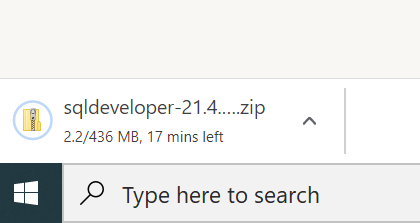 sqldeveloper-21.4.....zip
2.2/436 MB, 17 mins left
Type here to search